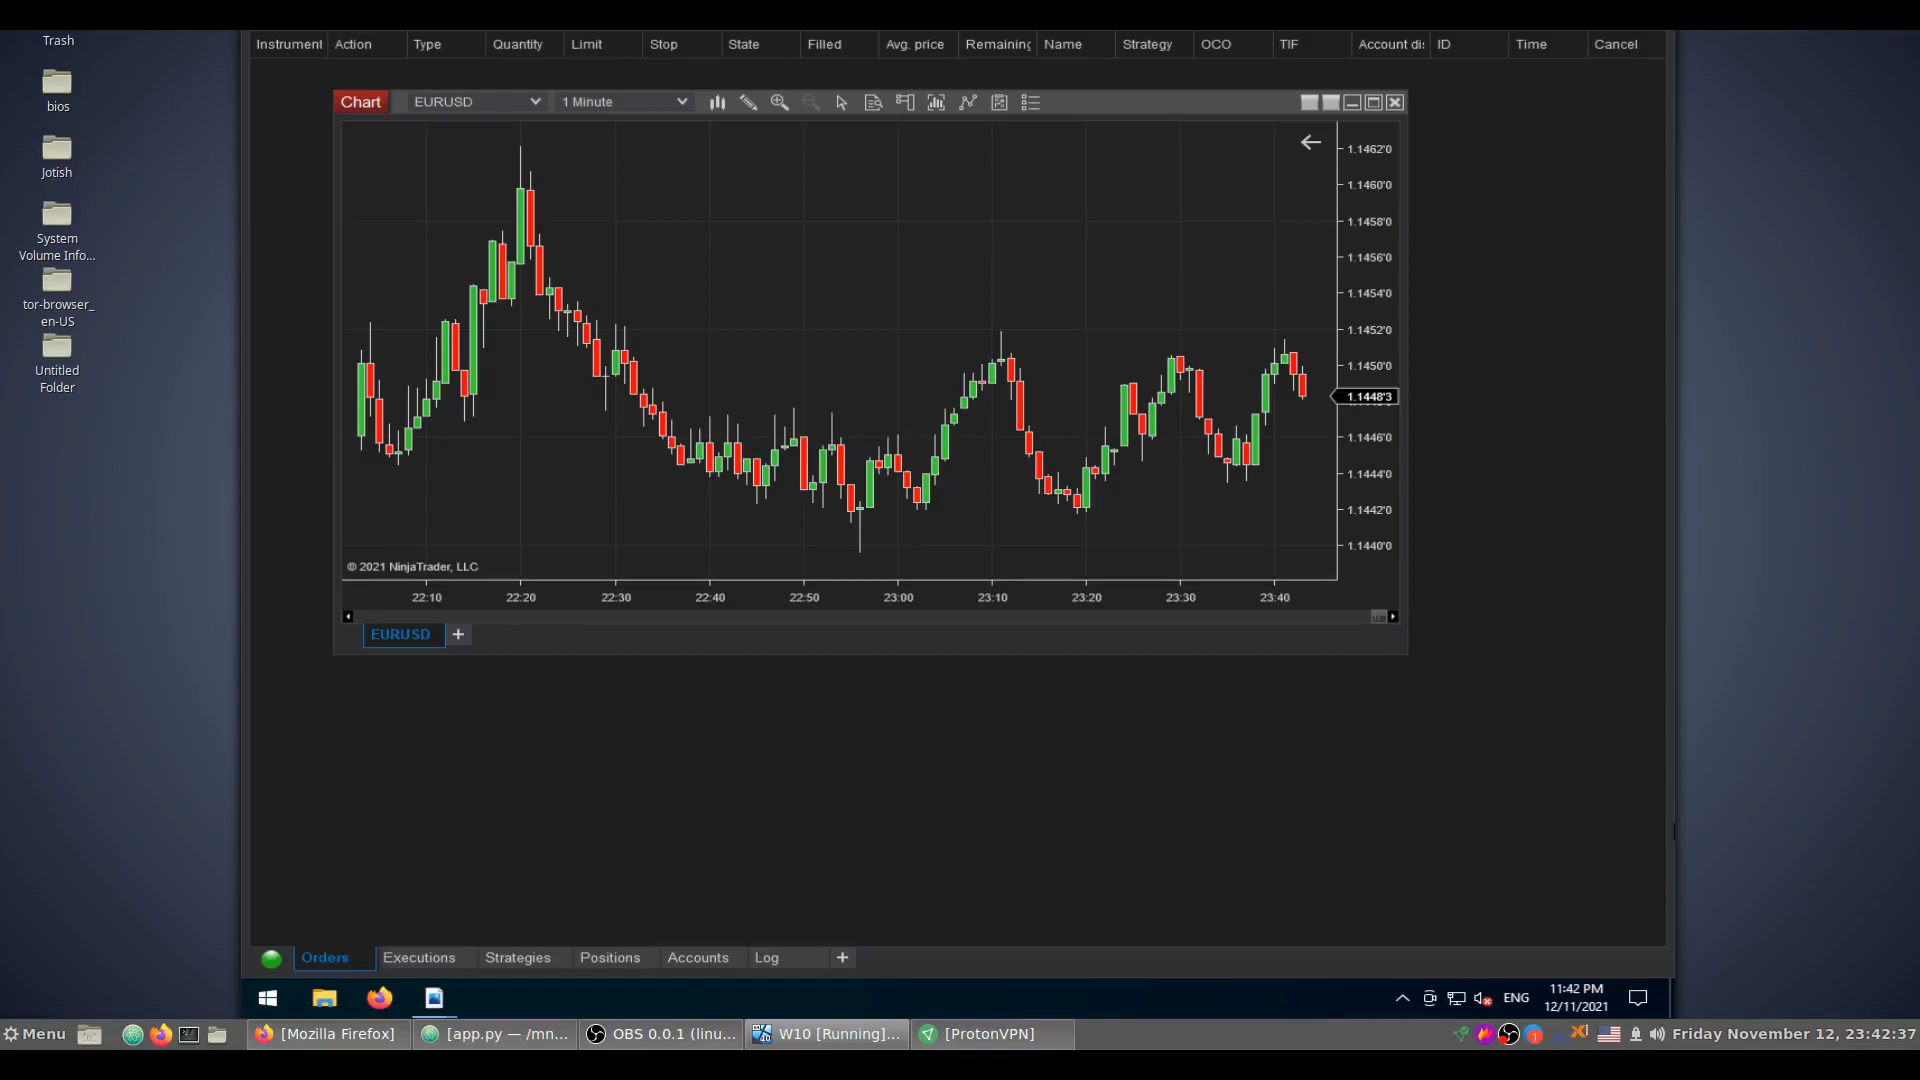 Trash
bios
Jotish
System
Volume Info...
tor-browser_
en-US
Untitled
Folder
Instrument Action Type Quantity Limit Stop State Filled Avg. price Remaining Name Strategy OCO TIF Account di: ID Time Cancel
Chart EURUSD 1 Minute
1.1462'0
1.1460'0
1.1458'0
1.1456'0
1.1454'0
1.1452'0
1.1450'0
1.1448'3
1.1446'0
1.1444'0
1.1442'0
1.1440'0
© 2021 NinjaTrader, LLC
22:10 22:20 22:30 22:40 22:50 23:00 23:10 23:20 23:30 23:40
EURUSD +
Orders Executions Strategies Positions Accounts Log +
ENG
11:42 PM
12/11/2021
Menu [Mozilla Firefox] [app.py — /mn... OBS 0.0.1 (linu... W10 [Running]... [ProtonVPN] 1 Friday November 12, 23:42:37